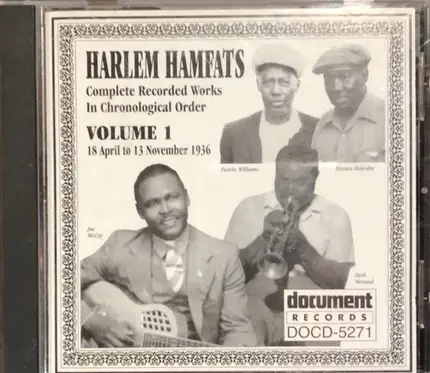 HARLEM HAMFATS
Complete Recorded Works
In Chronological Order
VOLUME 1
18 April to 13 November 1936
Pearlis Williams
Horace Malcolm
Joe
McCoy
Herb
Morand
document
RECORDS
DOCD-5271